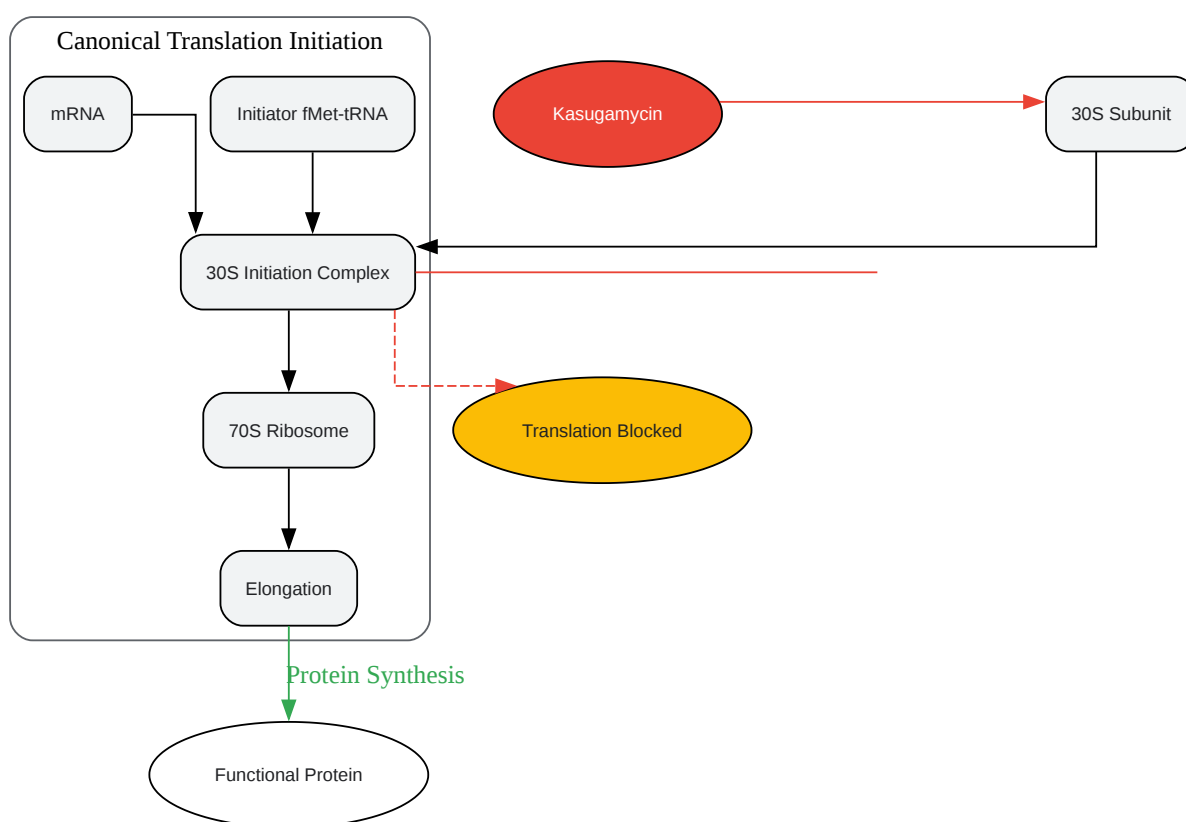 Canonical Translation Initiation
mRNA
Initiator fMet-tRNA
Kasugamycin
30S Subunit
30S Initiation Complex
70S Ribosome
Translation Blocked
Elongation
Protein Synthesis
Functional Protein